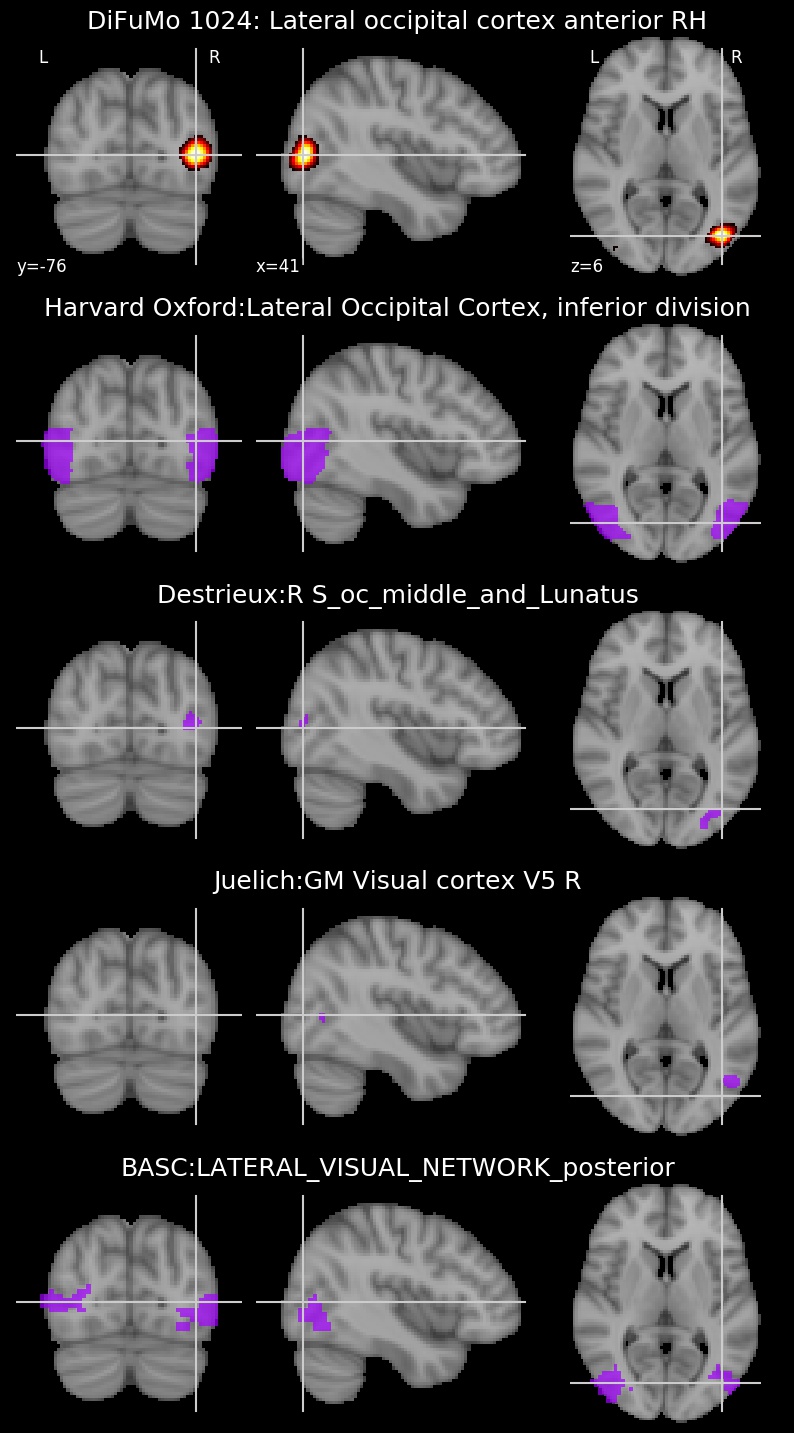 DiFuMo 1024: Lateral occipital cortex anterior RH
L R L R
y=-76 x=41 z=6
Harvard Oxford:Lateral Occipital Cortex, inferior division
Destrieux:R S_oc_middle_and_Lunatus
Juelich:GM Visual cortex V5 R
BASC:LATERAL_VISUAL_NETWORK_posterior